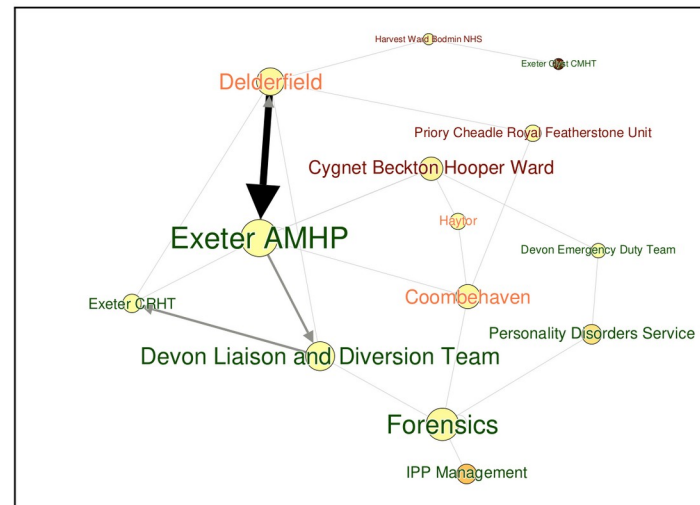 Harvest Ward Bodmin NHS
Exeter Clyst CMHT
Delderfield
Priory Cheadle Royal Featherstone Unit
Cygnet Beckton Hooper Ward
Haytor
Exeter AMHP
Devon Emergency Duty Team
Coombehaven
Exeter CRHT
Personality Disorders Service
Devon Liaison and Diversion Team
Forensics
IPP Management